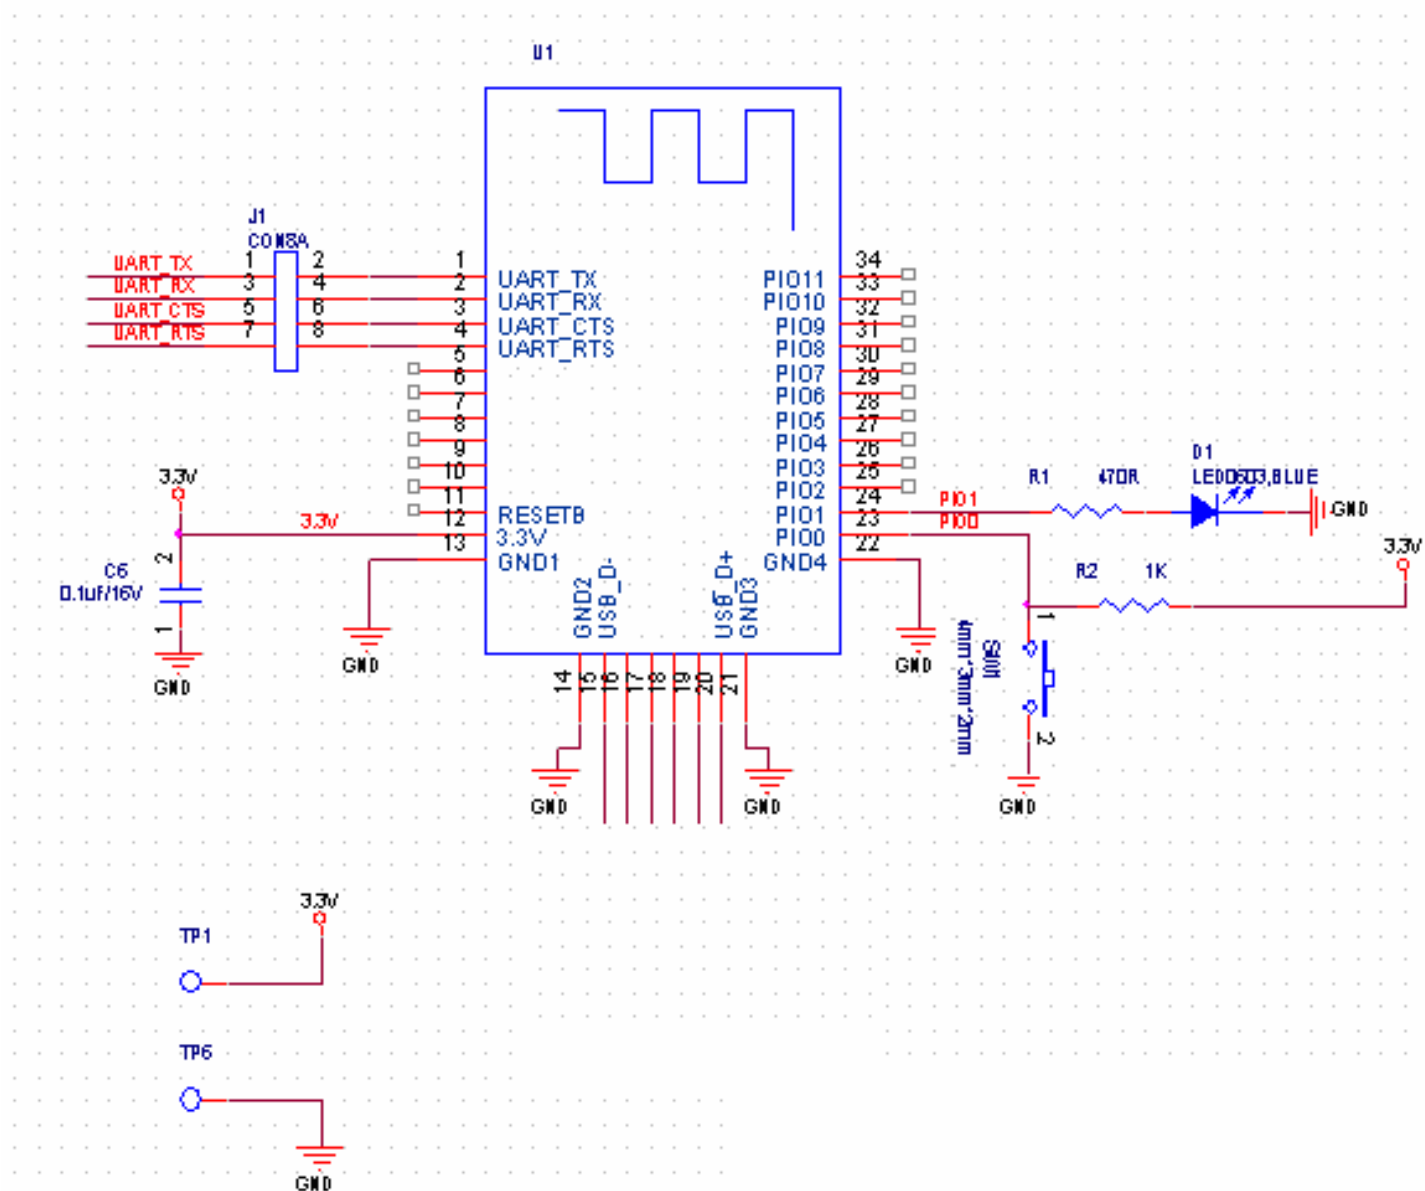 U1
J1
CON8A
UART_TX 1 2 1 UART_TX
UART_RX 3 4 2 UART_RX
UART_CTS 5 6 3 UART_CTS
UART_RTS 7 8 4 UART_RTS
5
6
7
8
9
10
11 RESETB
3.3V
3.3V 12 3.3V
13 GND1
GND
2
C6
0.1uF/16V
1
GND
34 PIO11
33 PIO10
32 PIO9
31 PIO8
30 PIO7
29 PIO6
28 PIO5
27 PIO4
26 PIO3
25 PIO2
24 PIO1
23 PIO0
22 GND4
GND
PIO1
PIO0
R1 470R
D1
LED0603,BLUE
GND
3.3V
R2 1K
1
SW1
4mm*3mm*2mm
2
GND
GND2
USB_D-
USB_D+
GND3
14 15 16 17 18 19 20 21
GND GND
3.3V
TP1
TP6
GND